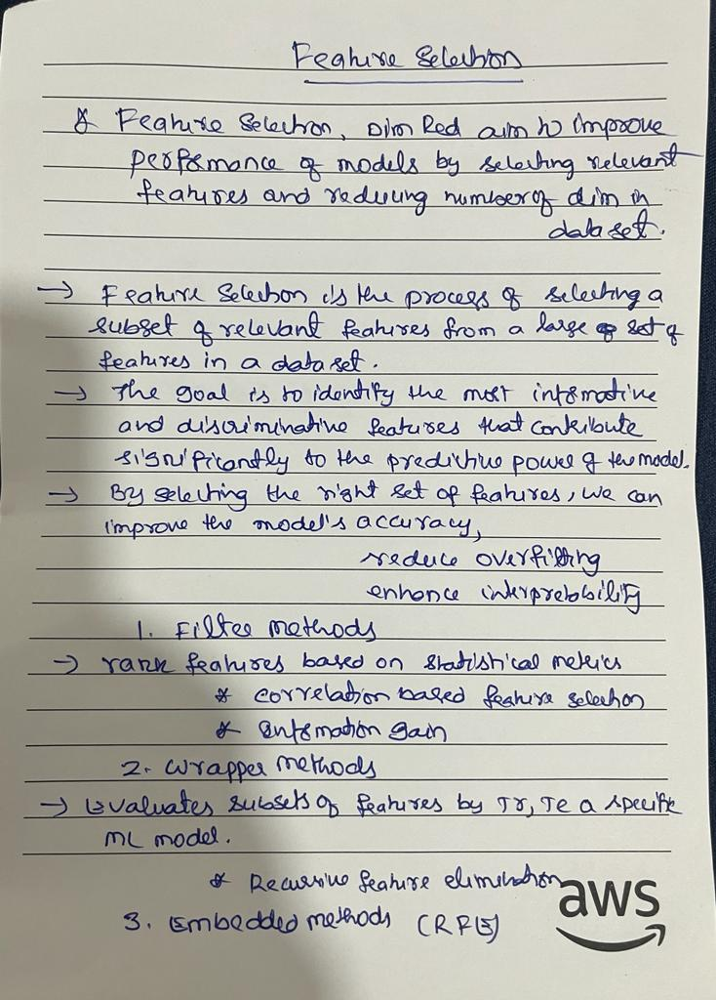 Feature Selection
* Feature Selection, Dim Red aim to improve
performance of models by selecting relevant
features and reducing number of dim in
data set.
→ Feature Selection is the process of selecting a
subset of relevant features from a large set of
features in a data set.
→ The goal is to identify the most informative
and discriminative features that contribute
significantly to the predictive power of the model.
→ By selecting the right set of features, we can
improve the model's accuracy,
reduce overfitting
enhance interpretability
1. Filter methods
→ rank features based on statistical metrics
* correlation based feature selection
* Information gain
2. Wrapper methods
→ Evaluates subsets of features by Tr, Te a specific
ML model.
* Recursive feature elimination
3. Embedded methods (RFE)
aws